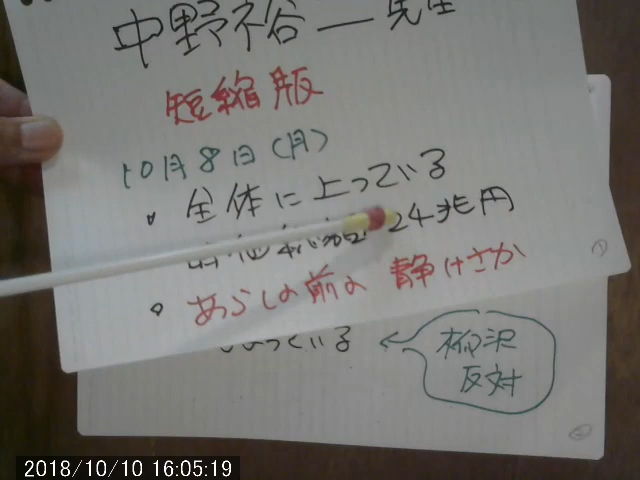 中野裕一先生
短縮版
10月8日(月)
・全体に上っている
24兆円
・あらしの前の静けさか
①
っている
柳沢
反対
②
2018/10/10 16:05:19